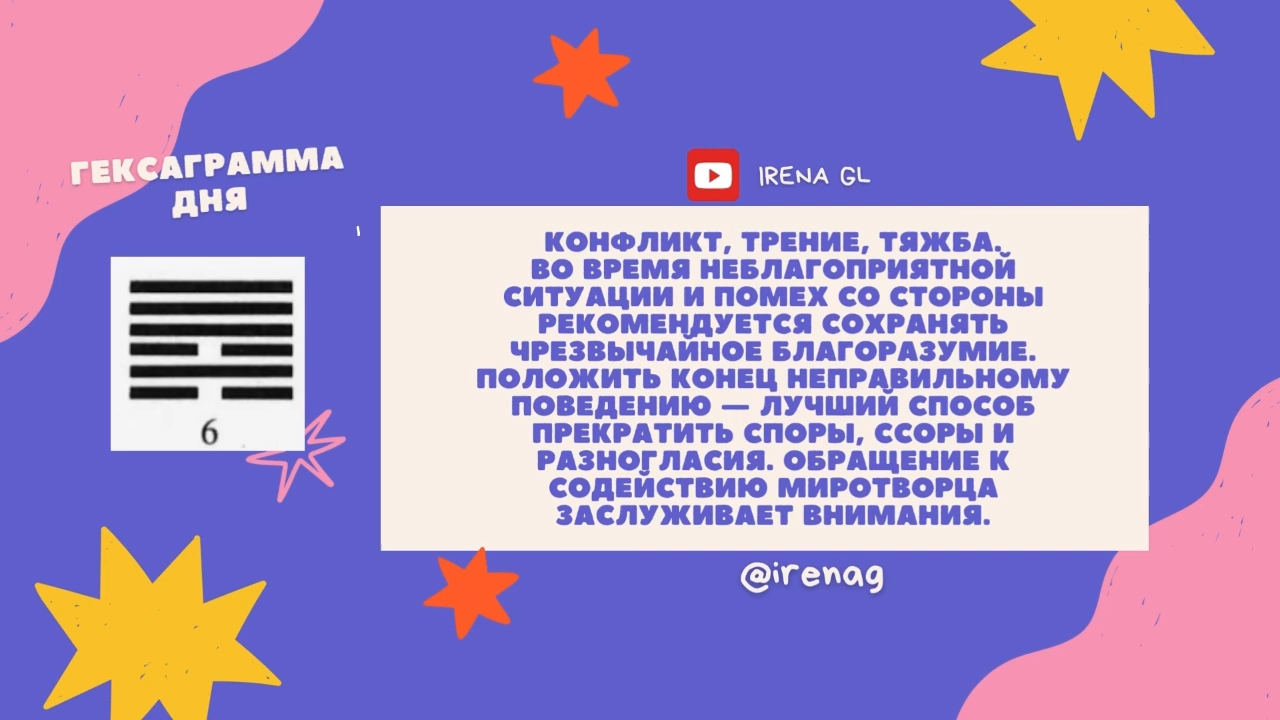 ГЕКСАГРАММА
ДНЯ
6
IRENA GL
КОНФЛИКТ, ТРЕНИЕ, ТЯЖБА.
ВО ВРЕМЯ НЕБЛАГОПРИЯТНОЙ
СИТУАЦИИ И ПОМЕХ СО СТОРОНЫ
РЕКОМЕНДУЕТСЯ СОХРАНЯТЬ
ЧРЕЗВЫЧАЙНОЕ БЛАГОРАЗУМИЕ.
ПОЛОЖИТЬ КОНЕЦ НЕПРАВИЛЬНОМУ
ПОВЕДЕНИЮ — ЛУЧШИЙ СПОСОБ
ПРЕКРАТИТЬ СПОРЫ, ССОРЫ И
РАЗНОГЛАСИЯ. ОБРАЩЕНИЕ К
СОДЕЙСТВИЮ МИРОТВОРЦА
ЗАСЛУЖИВАЕТ ВНИМАНИЯ.
@irenag